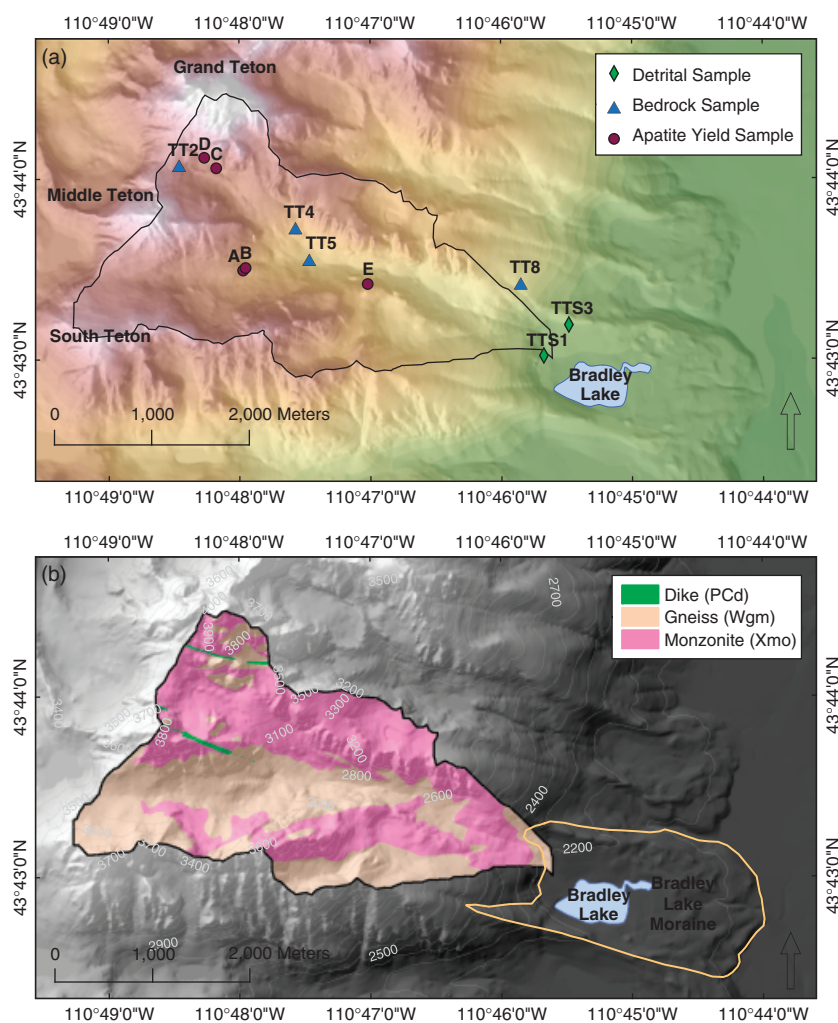 110°49'0"W 110°48'0"W 110°47'0"W 110°46'0"W 110°45'0"W 110°44'0"W
(a)
Grand Teton
Detrital Sample
Bedrock Sample
Apatite Yield Sample
43°44'0"N
43°44'0"N
D
TT2
C
Middle Teton
TT4
TT5
A
B
E
TT8
TTS3
South Teton
TTS1
43°43'0"N
43°43'0"N
Bradley
Lake
0 1,000 2,000 Meters
110°49'0"W 110°48'0"W 110°47'0"W 110°46'0"W 110°45'0"W 110°44'0"W
110°49'0"W 110°48'0"W 110°47'0"W 110°46'0"W 110°45'0"W 110°44'0"W
(b)
3600
3500
2700
Dike (PCd)
Gneiss (Wgm)
Monzonite (Xmo)
3900
3800
3500
3500
3200
3300
43°44'0"N
43°44'0"N
3700
3800
3100
3200
2800
2600
2400
2200
3700
3700
3400
43°43'0"N
43°43'0"N
Bradley
Lake
Bradley
Lake
Moraine
2900
2500
0 1,000 2,000 Meters
110°49'0"W 110°48'0"W 110°47'0"W 110°46'0"W 110°45'0"W 110°44'0"W